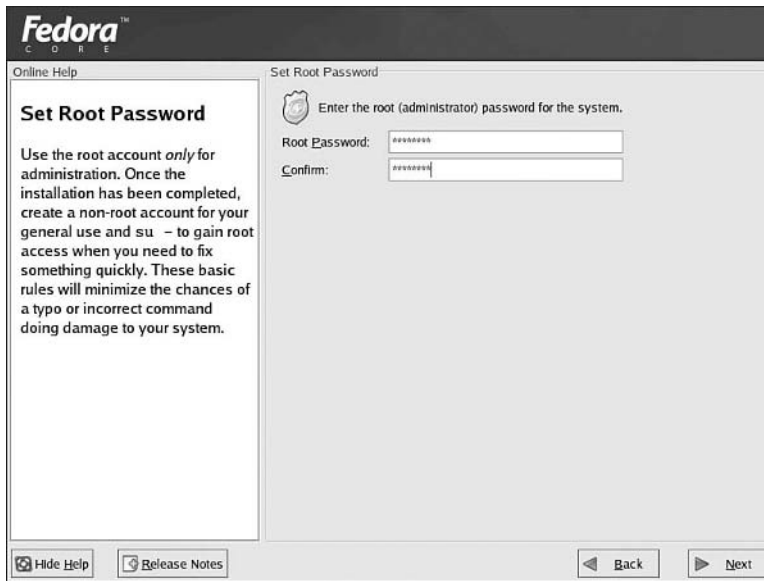 Fedora™
CORE
Online Help
Set Root Password
Use the root account only for
administration. Once the
installation has been completed,
create a non-root account for your
general use and su - to gain root
access when you need to fix
something quickly. These basic
rules will minimize the chances of
a typo or incorrect command
doing damage to your system.
Set Root Password
Enter the root (administrator) password for the system.
Root Password: ********
Confirm: ********
Hide Help
Release Notes
Back
Next